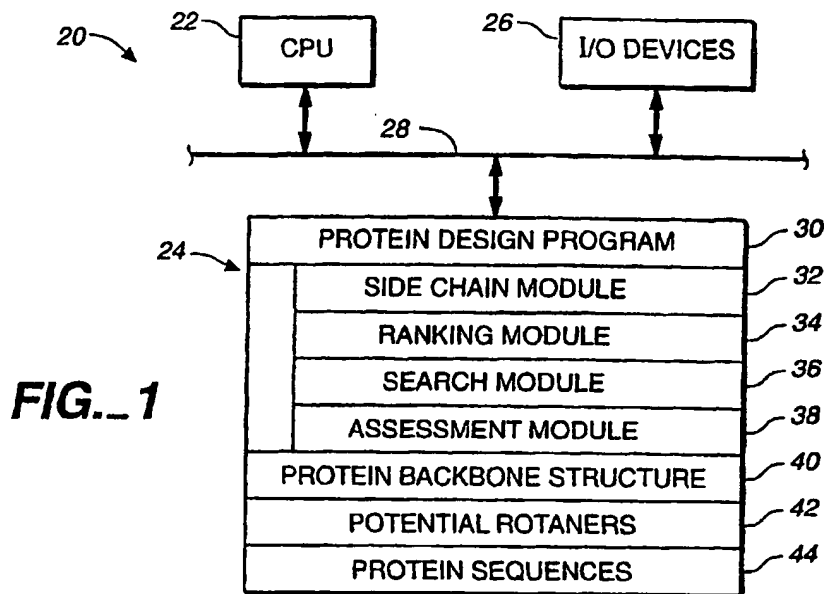 20
22
CPU
26
I/O DEVICES
28
24
PROTEIN DESIGN PROGRAM
30
SIDE CHAIN MODULE
32
RANKING MODULE
34
SEARCH MODULE
36
ASSESSMENT MODULE
38
PROTEIN BACKBONE STRUCTURE
40
POTENTIAL ROTANERS
42
PROTEIN SEQUENCES
44
FIG._1